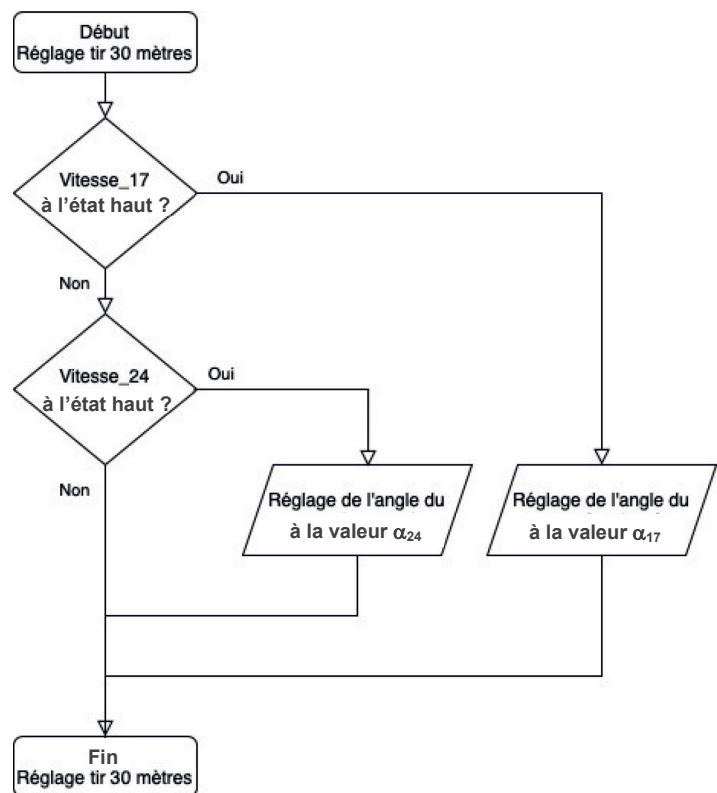 Début
Réglage tir 30 mètres
Vitesse_17
à l'état haut ?
Oui
Non
Vitesse_24
à l'état haut ?
Oui
Non
Réglage de l'angle du
à la valeur α24
Réglage de l'angle du
à la valeur α17
Fin
Réglage tir 30 mètres